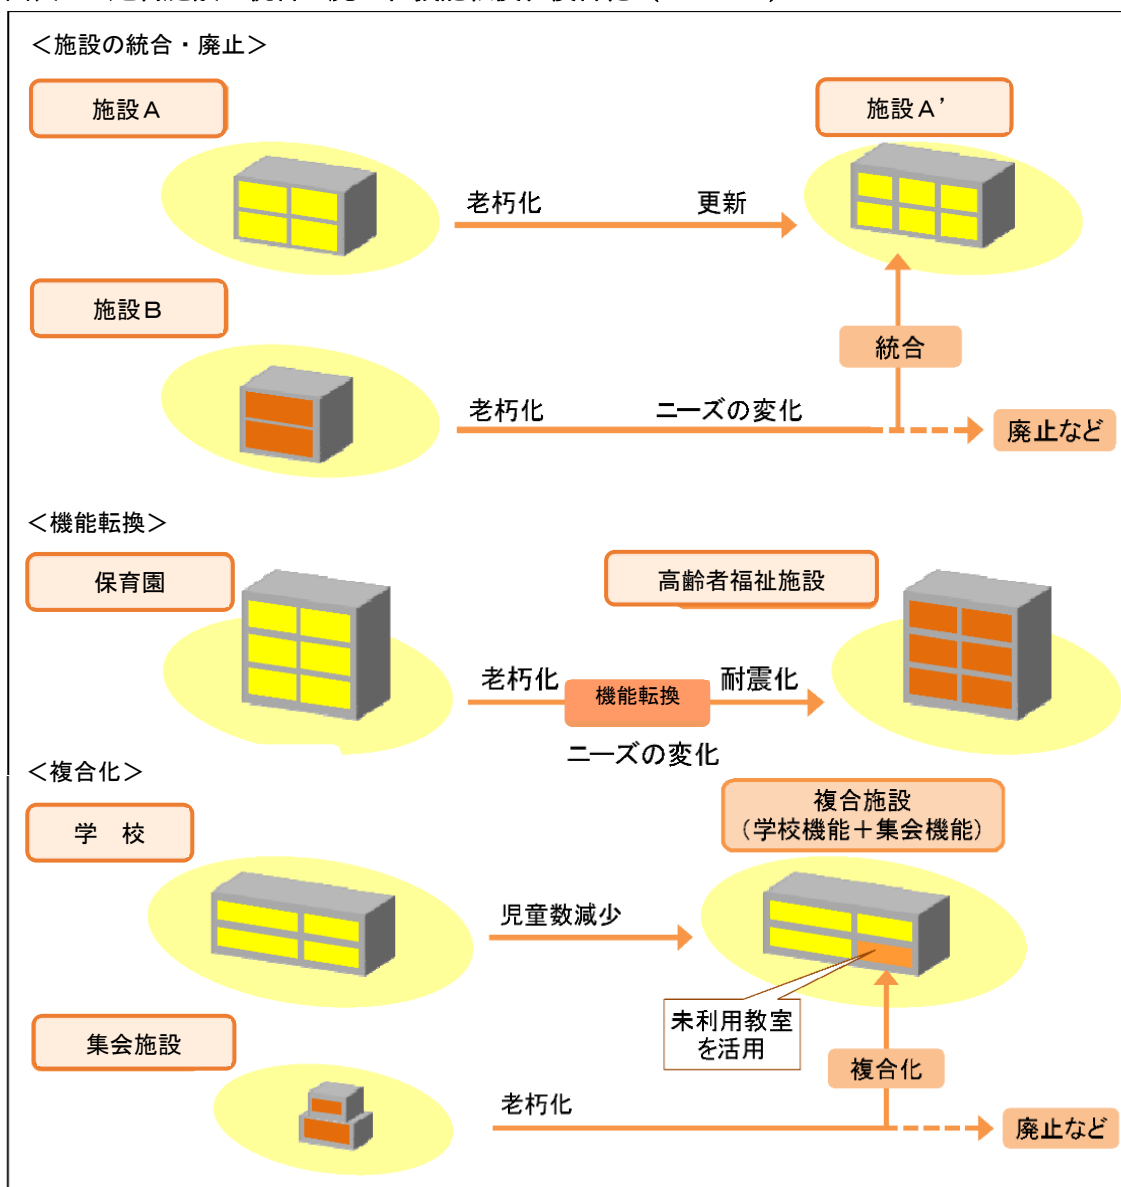 ＜施設の統合・廃止＞
施設Ａ
施設Ａ’
老朽化
更新
施設Ｂ
統合
老朽化
ニーズの変化
廃止など
＜機能転換＞
保育園
高齢者福祉施設
老朽化
機能転換
耐震化
ニーズの変化
＜複合化＞
複合施設
（学校機能＋集会機能）
学　校
児童数減少
未利用教室
を活用
集会施設
複合化
老朽化
廃止など